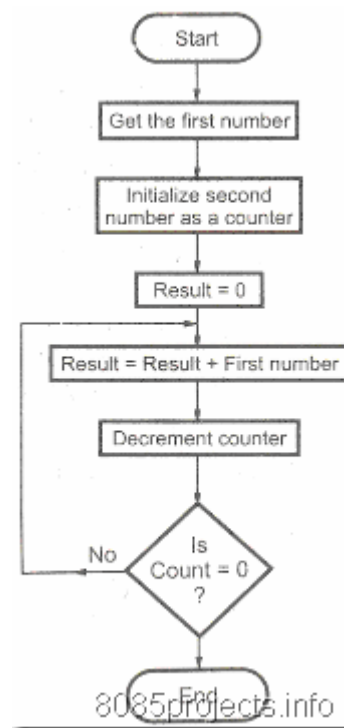 Start
Get the first number
Initialize second
number as a counter
Result = 0
Result = Result + First number
Decrement counter
No
Is
Count = 0
?
End
8085projects.info